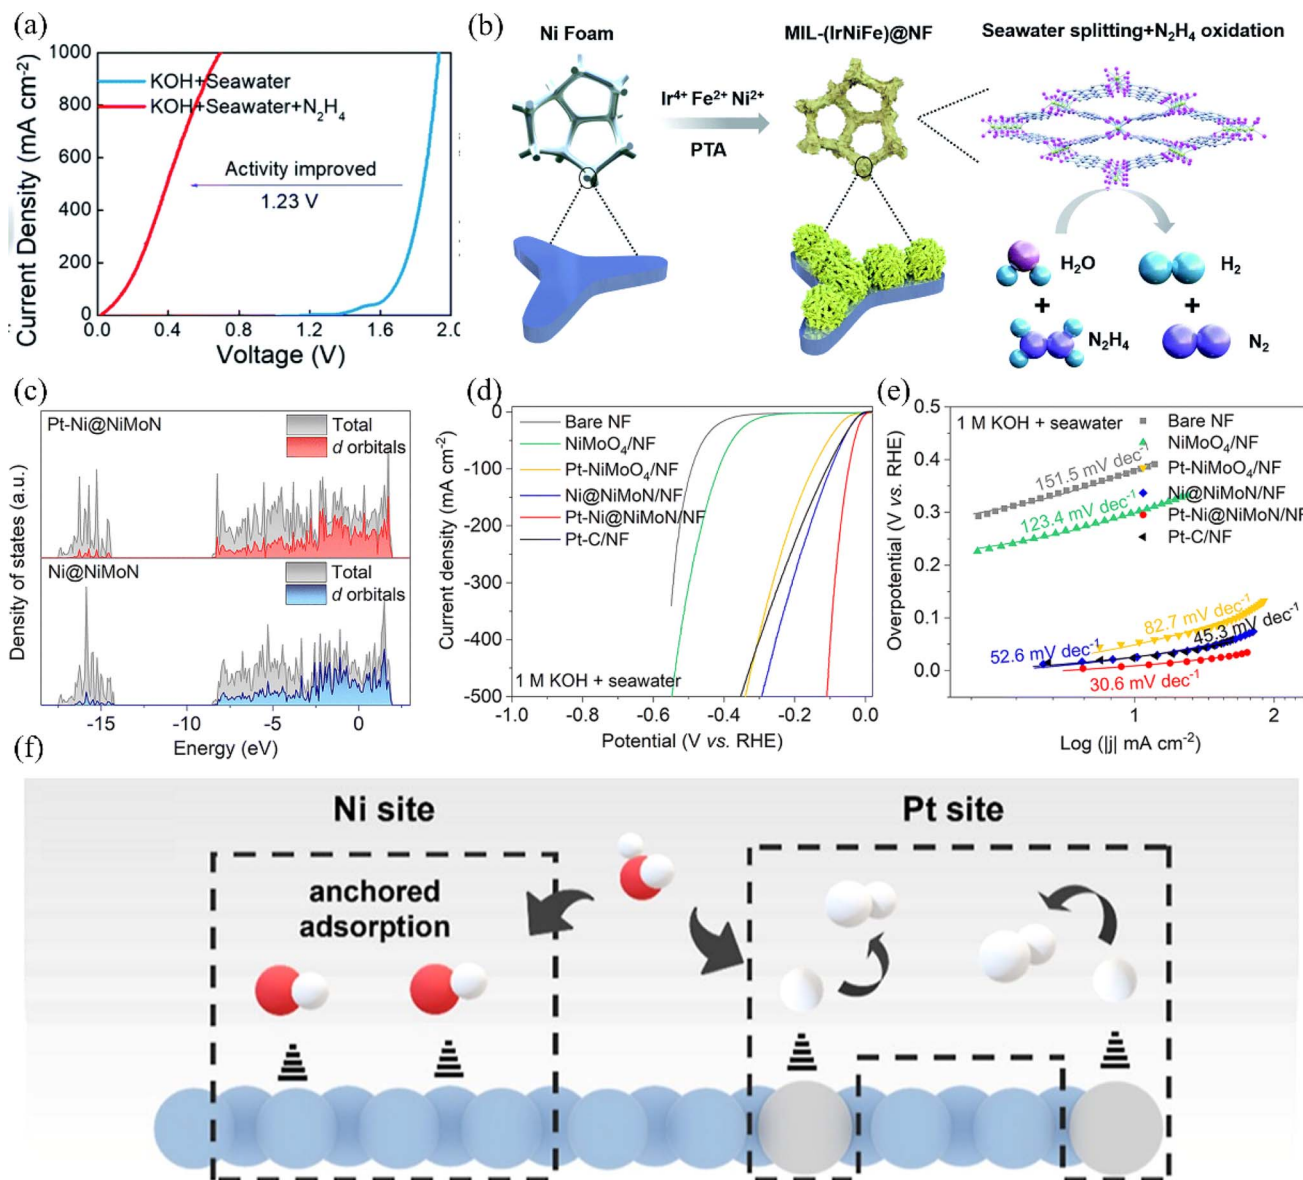 (a)
1000
800
600
400
200
0
0.0
0.4
0.8
1.2
1.6
2.0
Current Density (mA cm⁻²)
Voltage (V)
KOH+Seawater
KOH+Seawater+N₂H₄
Activity improved
1.23 V
(b)
Ni Foam
MIL-(IrNiFe)@NF
Seawater splitting+N₂H₄ oxidation
Ir⁴⁺ Fe²⁺ Ni²⁺
PTA
H₂O
H₂
+
+
N₂H₄
N₂
(c)
Pt-Ni@NiMoN
Total
d orbitals
Ni@NiMoN
Total
d orbitals
Density of states (a.u.)
-15
-10
-5
0
Energy (eV)
(d)
0
-100
-200
-300
-400
-500
Current density (mA cm⁻²)
Bare NF
NiMoO₄/NF
Pt-NiMoO₄/NF
Ni@NiMoN/NF
Pt-Ni@NiMoN/NF
Pt-C/NF
1 M KOH + seawater
-1.0
-0.8
-0.6
-0.4
-0.2
0.0
Potential (V vs. RHE)
(e)
0.5
0.4
0.3
0.2
0.1
0.0
Overpotential (V vs. RHE)
1 M KOH + seawater
Bare NF
NiMoO₄/NF
Pt-NiMoO₄/NF
Ni@NiMoN/NF
Pt-Ni@NiMoN/NF
Pt-C/NF
151.5 mV dec⁻¹
123.4 mV dec⁻¹
82.7 mV dec⁻¹
45.3 mV dec⁻¹
52.6 mV dec⁻¹
30.6 mV dec⁻¹
1
2
Log (|j| mA cm⁻²)
(f)
Ni site
Pt site
anchored
adsorption